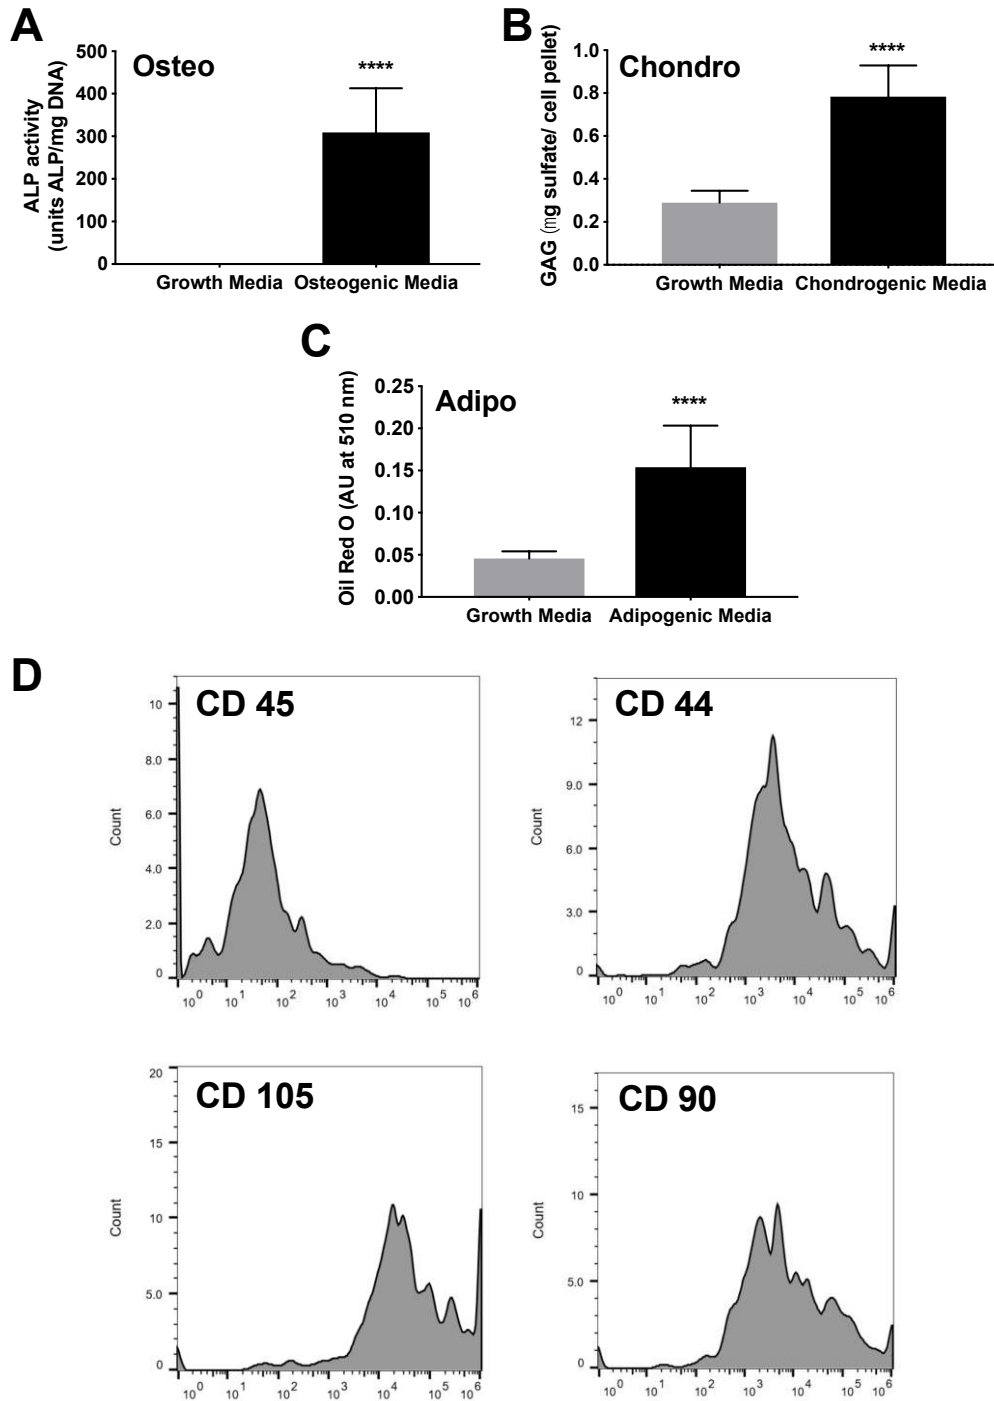 A
Osteo
****
ALP activity
(units ALP/mg DNA)
500
400
300
200
100
0
Growth Media Osteogenic Media
B
Chondro
****
GAG (mg sulfate/ cell pellet)
1.0
0.8
0.6
0.4
0.2
0.0
Growth Media Chondrogenic Media
C
Adipo
****
Oil Red O (AU at 510 nm)
0.25
0.20
0.15
0.10
0.05
0.00
Growth Media Adipogenic Media
D
CD 45
Count
10
8.0
6.0
4.0
2.0
0
10^0 10^1 10^2 10^3 10^4 10^5 10^6
CD 44
Count
12
9.0
6.0
3.0
0
10^0 10^1 10^2 10^3 10^4 10^5 10^6
CD 105
Count
20
15
10
5.0
0
10^0 10^1 10^2 10^3 10^4 10^5 10^6
CD 90
Count
15
10
5.0
0
10^0 10^1 10^2 10^3 10^4 10^5 10^6